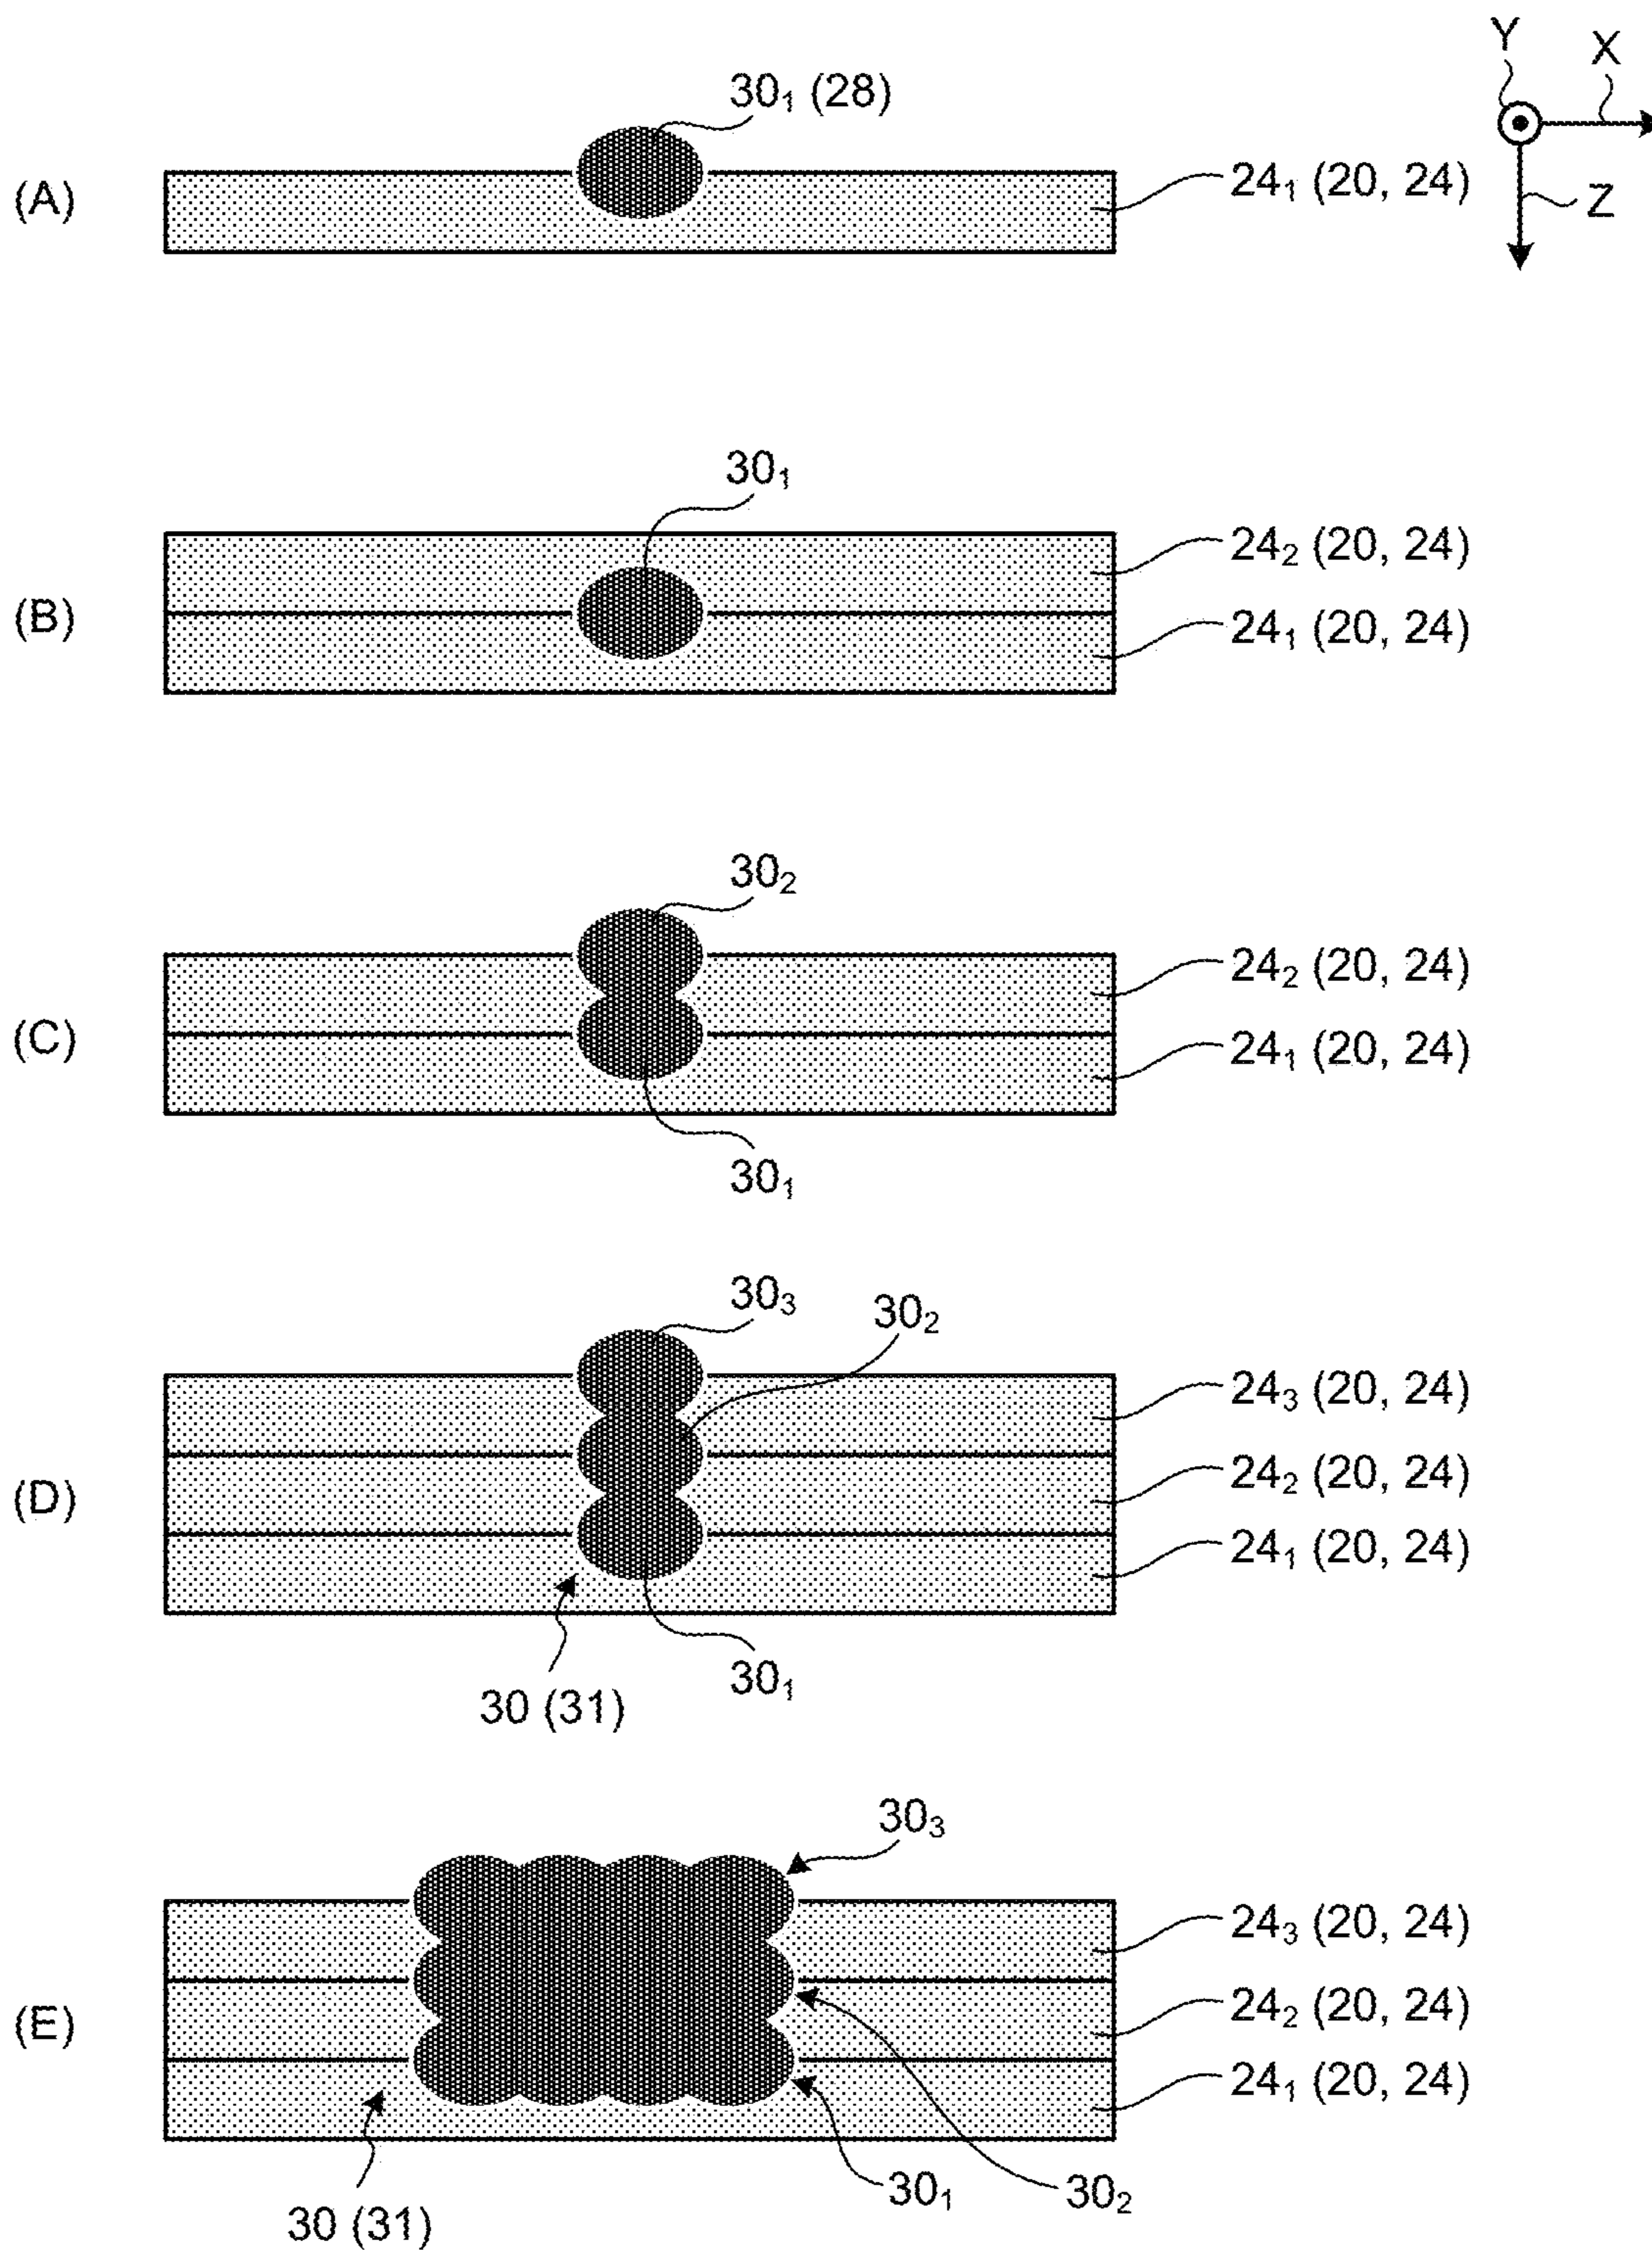 Y
X
30₁ (28)
(A)
24₁ (20, 24)
Z
30₁
24₂ (20, 24)
(B)
24₁ (20, 24)
30₂
24₂ (20, 24)
(C)
24₁ (20, 24)
30₁
30₃
30₂
24₃ (20, 24)
24₂ (20, 24)
(D)
24₁ (20, 24)
30₁
30 (31)
30₃
24₃ (20, 24)
24₂ (20, 24)
(E)
24₁ (20, 24)
30₁
30₂
30 (31)